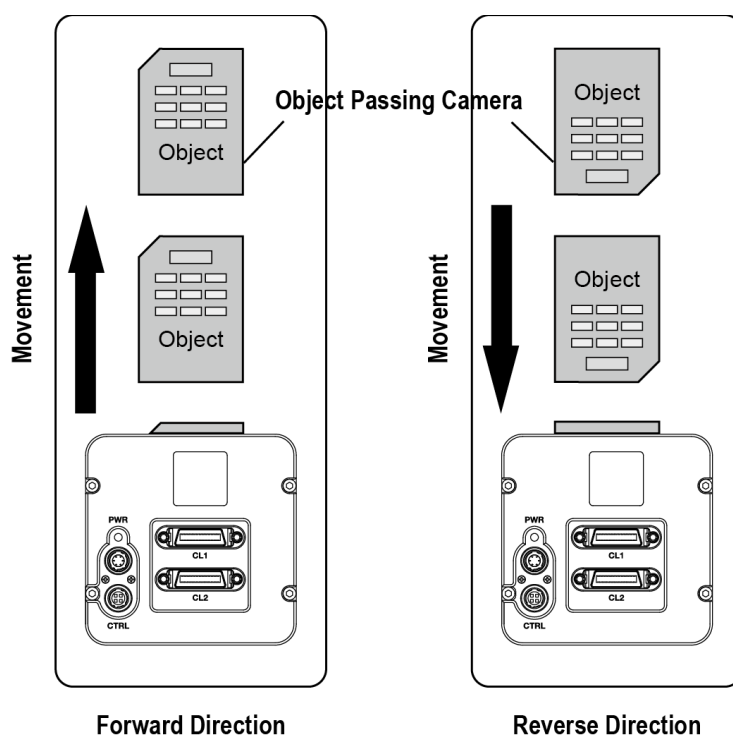 Object
Object Passing Camera
Object
Movement
Object
PWR
CL1
CL2
CTRL
Forward Direction
Object
Movement
Object
PWR
CL1
CL2
CTRL
Reverse Direction